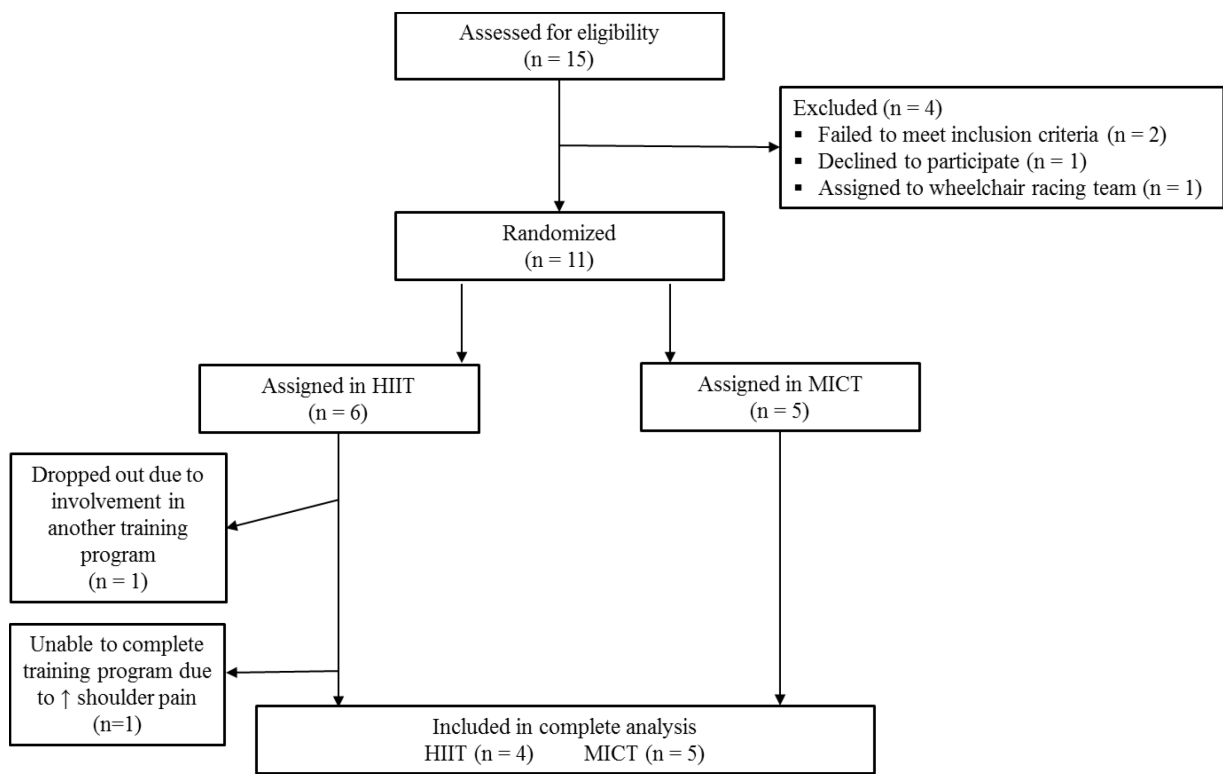 Assessed for eligibility
(n = 15)
Excluded (n = 4)
▪ Failed to meet inclusion criteria (n = 2)
▪ Declined to participate (n = 1)
▪ Assigned to wheelchair racing team (n = 1)
Randomized
(n = 11)
Assigned in HIIT
(n = 6)
Assigned in MICT
(n = 5)
Dropped out due to
involvement in
another training
program
(n = 1)
Unable to complete
training program due
to ↑ shoulder pain
(n=1)
Included in complete analysis
HIIT (n = 4) MICT (n = 5)